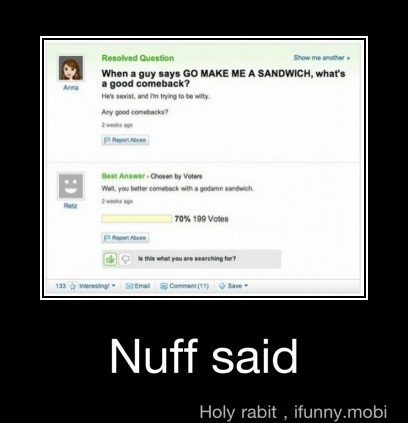 Resolved Question
Show me another »
When a guy says GO MAKE ME A SANDWICH, what's
a good comeback?
Anna
He's sexist, and I'm trying to be witty.
Any good comebacks?
2 weeks ago
Report Abuse
Best Answer - Chosen by Voters
Well, you better comeback with a godamn sandwich.
Retz
2 weeks ago
70% 199 Votes
Report Abuse
Is this what you are searching for?
133 Interesting! Email Comment (11) Save
Nuff said
Holy rabit , ifunny.mobi